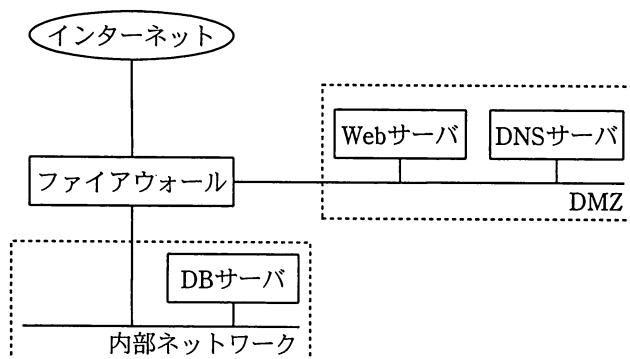 インターネット
Webサーバ
DNSサーバ
ファイアウォール
DMZ
DBサーバ
内部ネットワーク